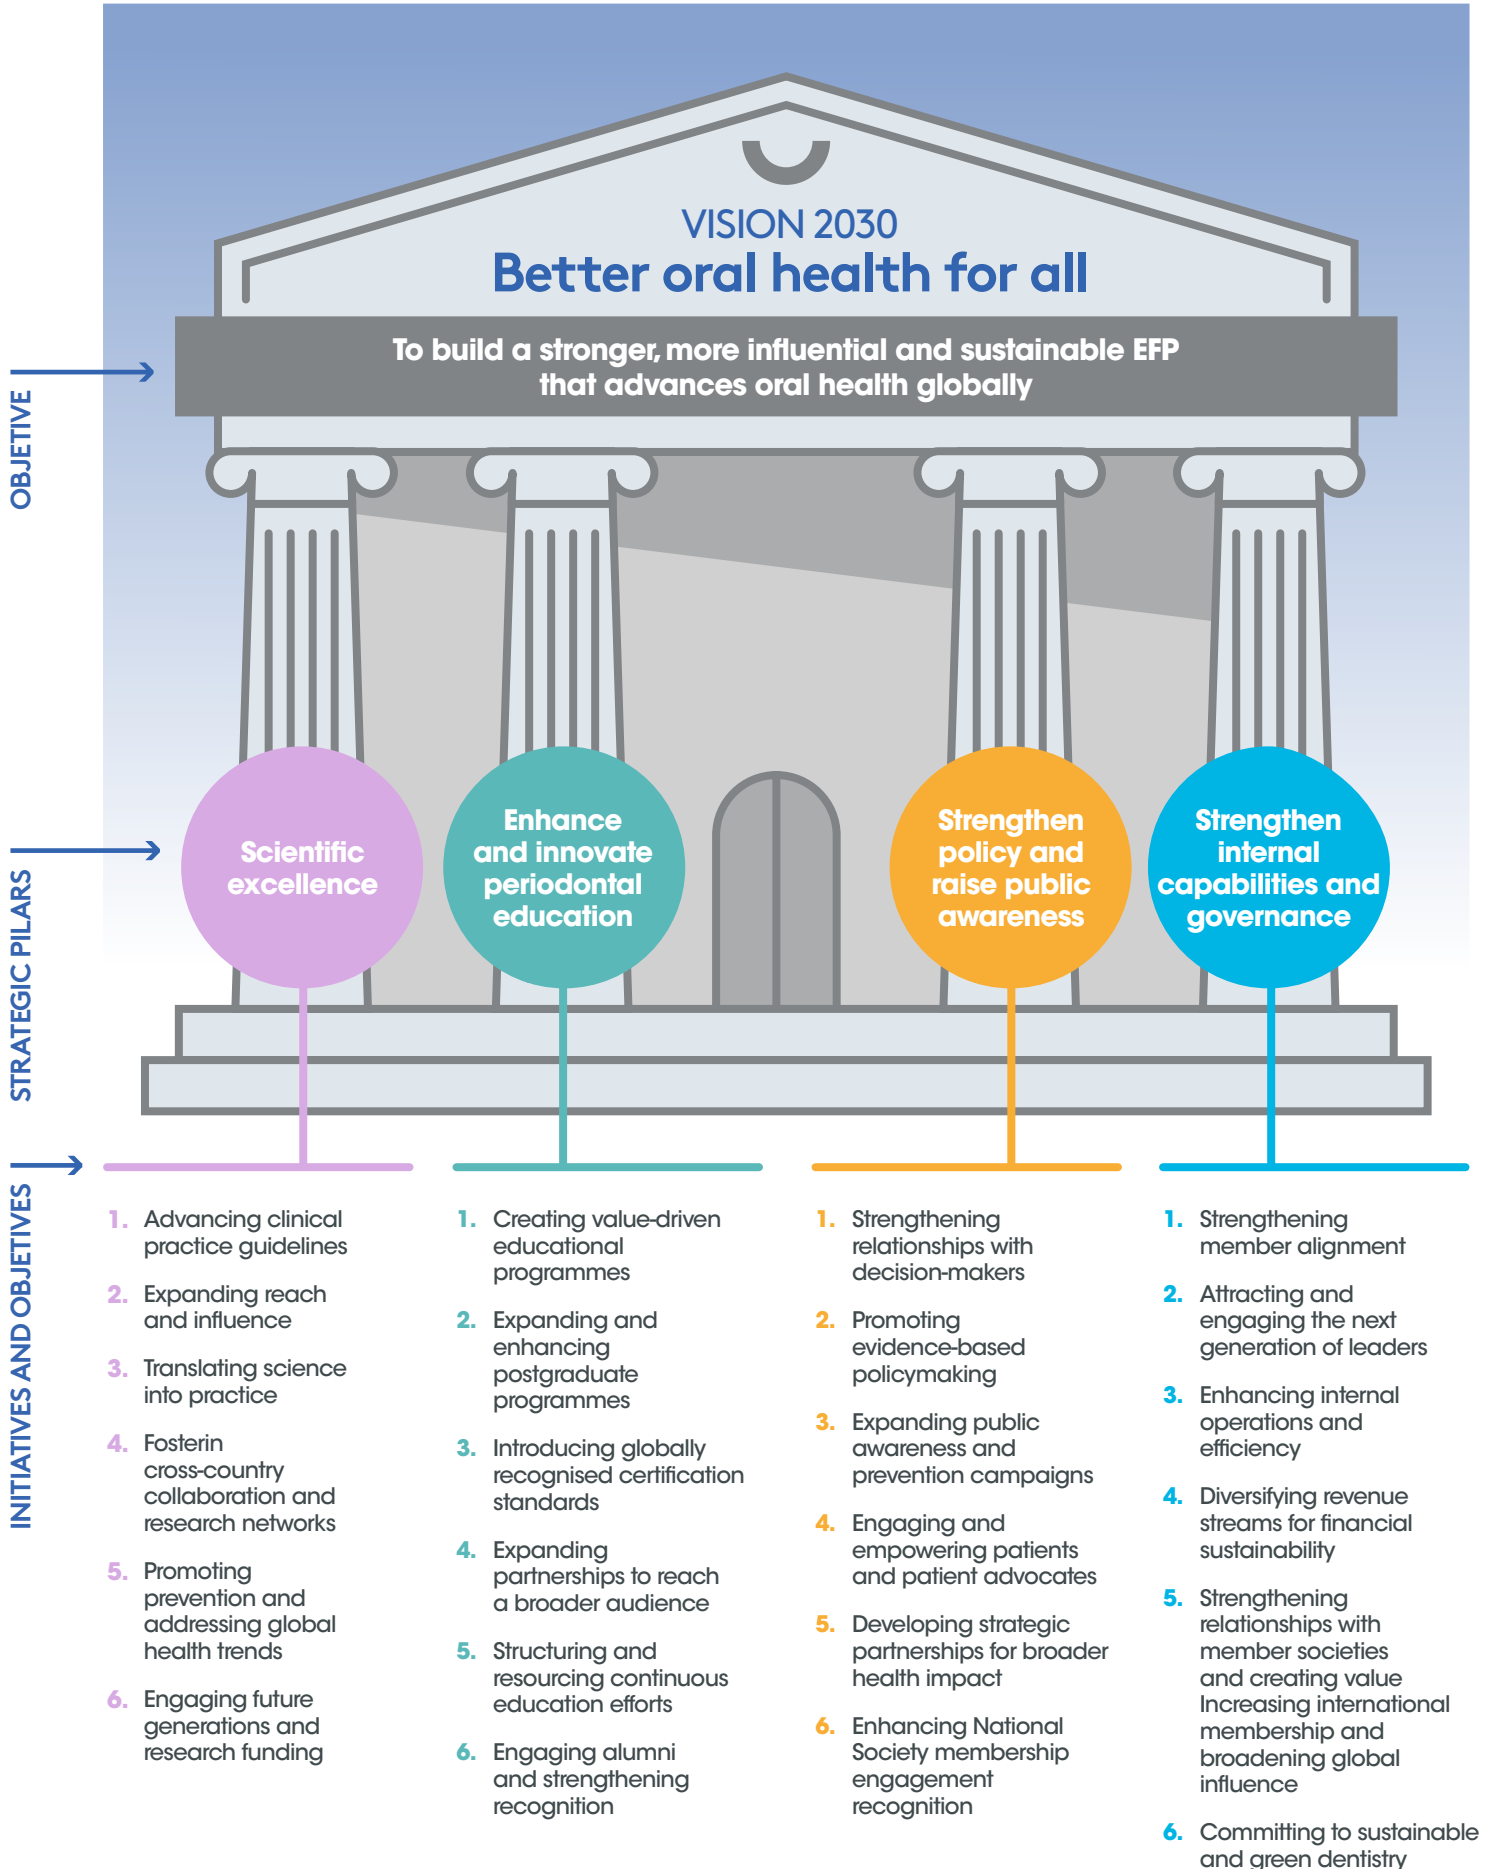 VISION 2030
Better oral health for all
To build a stronger, more influential and sustainable EFP
that advances oral health globally
OBJETIVE
STRATEGIC PILARS
Scientific
excellence
Enhance
and innovate
periodontal
education
Strengthen
policy and
raise public
awareness
Strengthen
internal
capabilities and
governance
INITIATIVES AND OBJETIVES
1. Advancing clinical
practice guidelines
2. Expanding reach
and influence
3. Translating science
into practice
4. Fosterin
cross-country
collaboration and
research networks
5. Promoting
prevention and
addressing global
health trends
6. Engaging future
generations and
research funding
1. Creating value-driven
educational
programmes
2. Expanding and
enhancing
postgraduate
programmes
3. Introducing globally
recognised certification
standards
4. Expanding
partnerships to reach
a broader audience
5. Structuring and
resourcing continuous
education efforts
6. Engaging alumni
and strengthening
recognition
1. Strengthening
relationships with
decision-makers
2. Promoting
evidence-based
policymaking
3. Expanding public
awareness and
prevention campaigns
4. Engaging and
empowering patients
and patient advocates
5. Developing strategic
partnerships for broader
health impact
6. Enhancing National
Society membership
engagement
recognition
1. Strengthening
member alignment
2. Attracting and
engaging the next
generation of leaders
3. Enhancing internal
operations and
efficiency
4. Diversifying revenue
streams for financial
sustainability
5. Strengthening
relationships with
member societies
and creating value
Increasing international
membership and
broadening global
influence
6. Committing to sustainable
and green dentistry